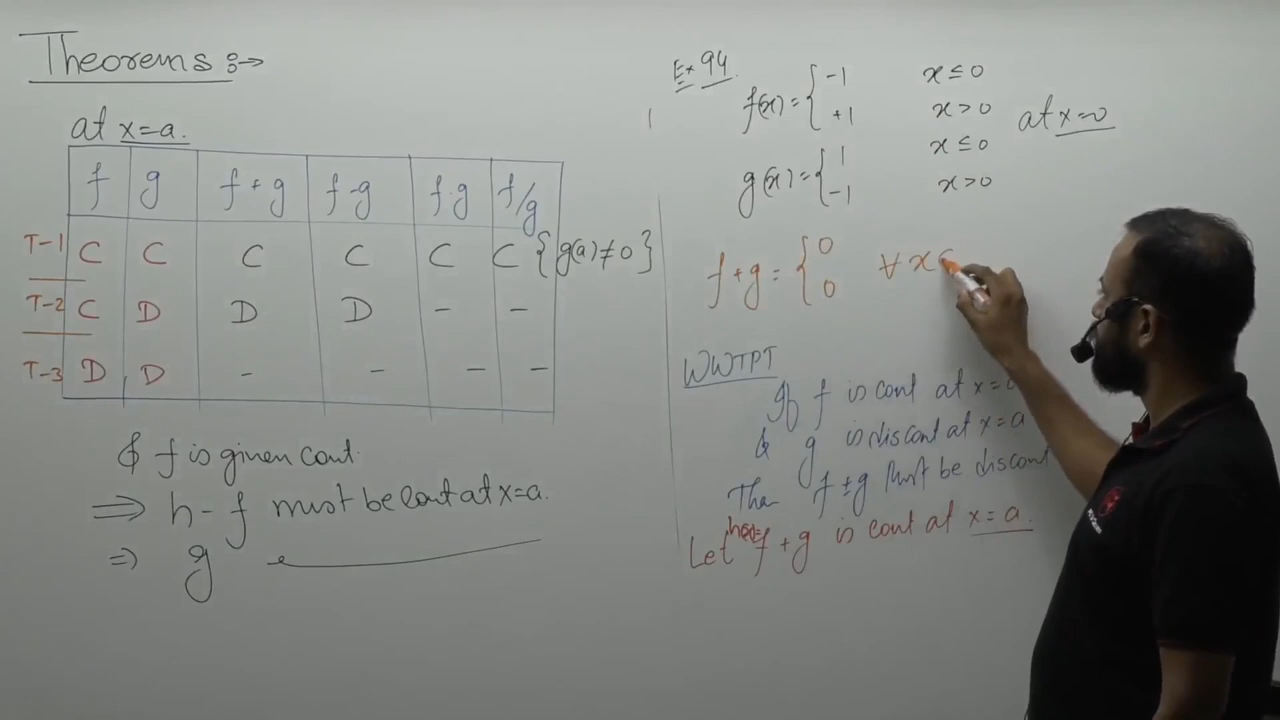 Theorems :→
at x=a.
f g f+g f-g f·g f/g
T-1 C C C C C C {g(a)≠0}
T-2 C D D D - -
T-3 D D - - - -
& f is given cont.
⇒ h-f must be cont at x=a.
⇒ g
Ex 94.
f(x)= { -1 x≤0
+1 x>0
at x=0
g(x)= { 1 x≤0
-1 x>0
f+g = { 0
0
∀ x
WWTPT
If f is cont at x=
& g is discont at x=a
Then f±g Must be discont
Let h(x)= f+g is cont at x=a.